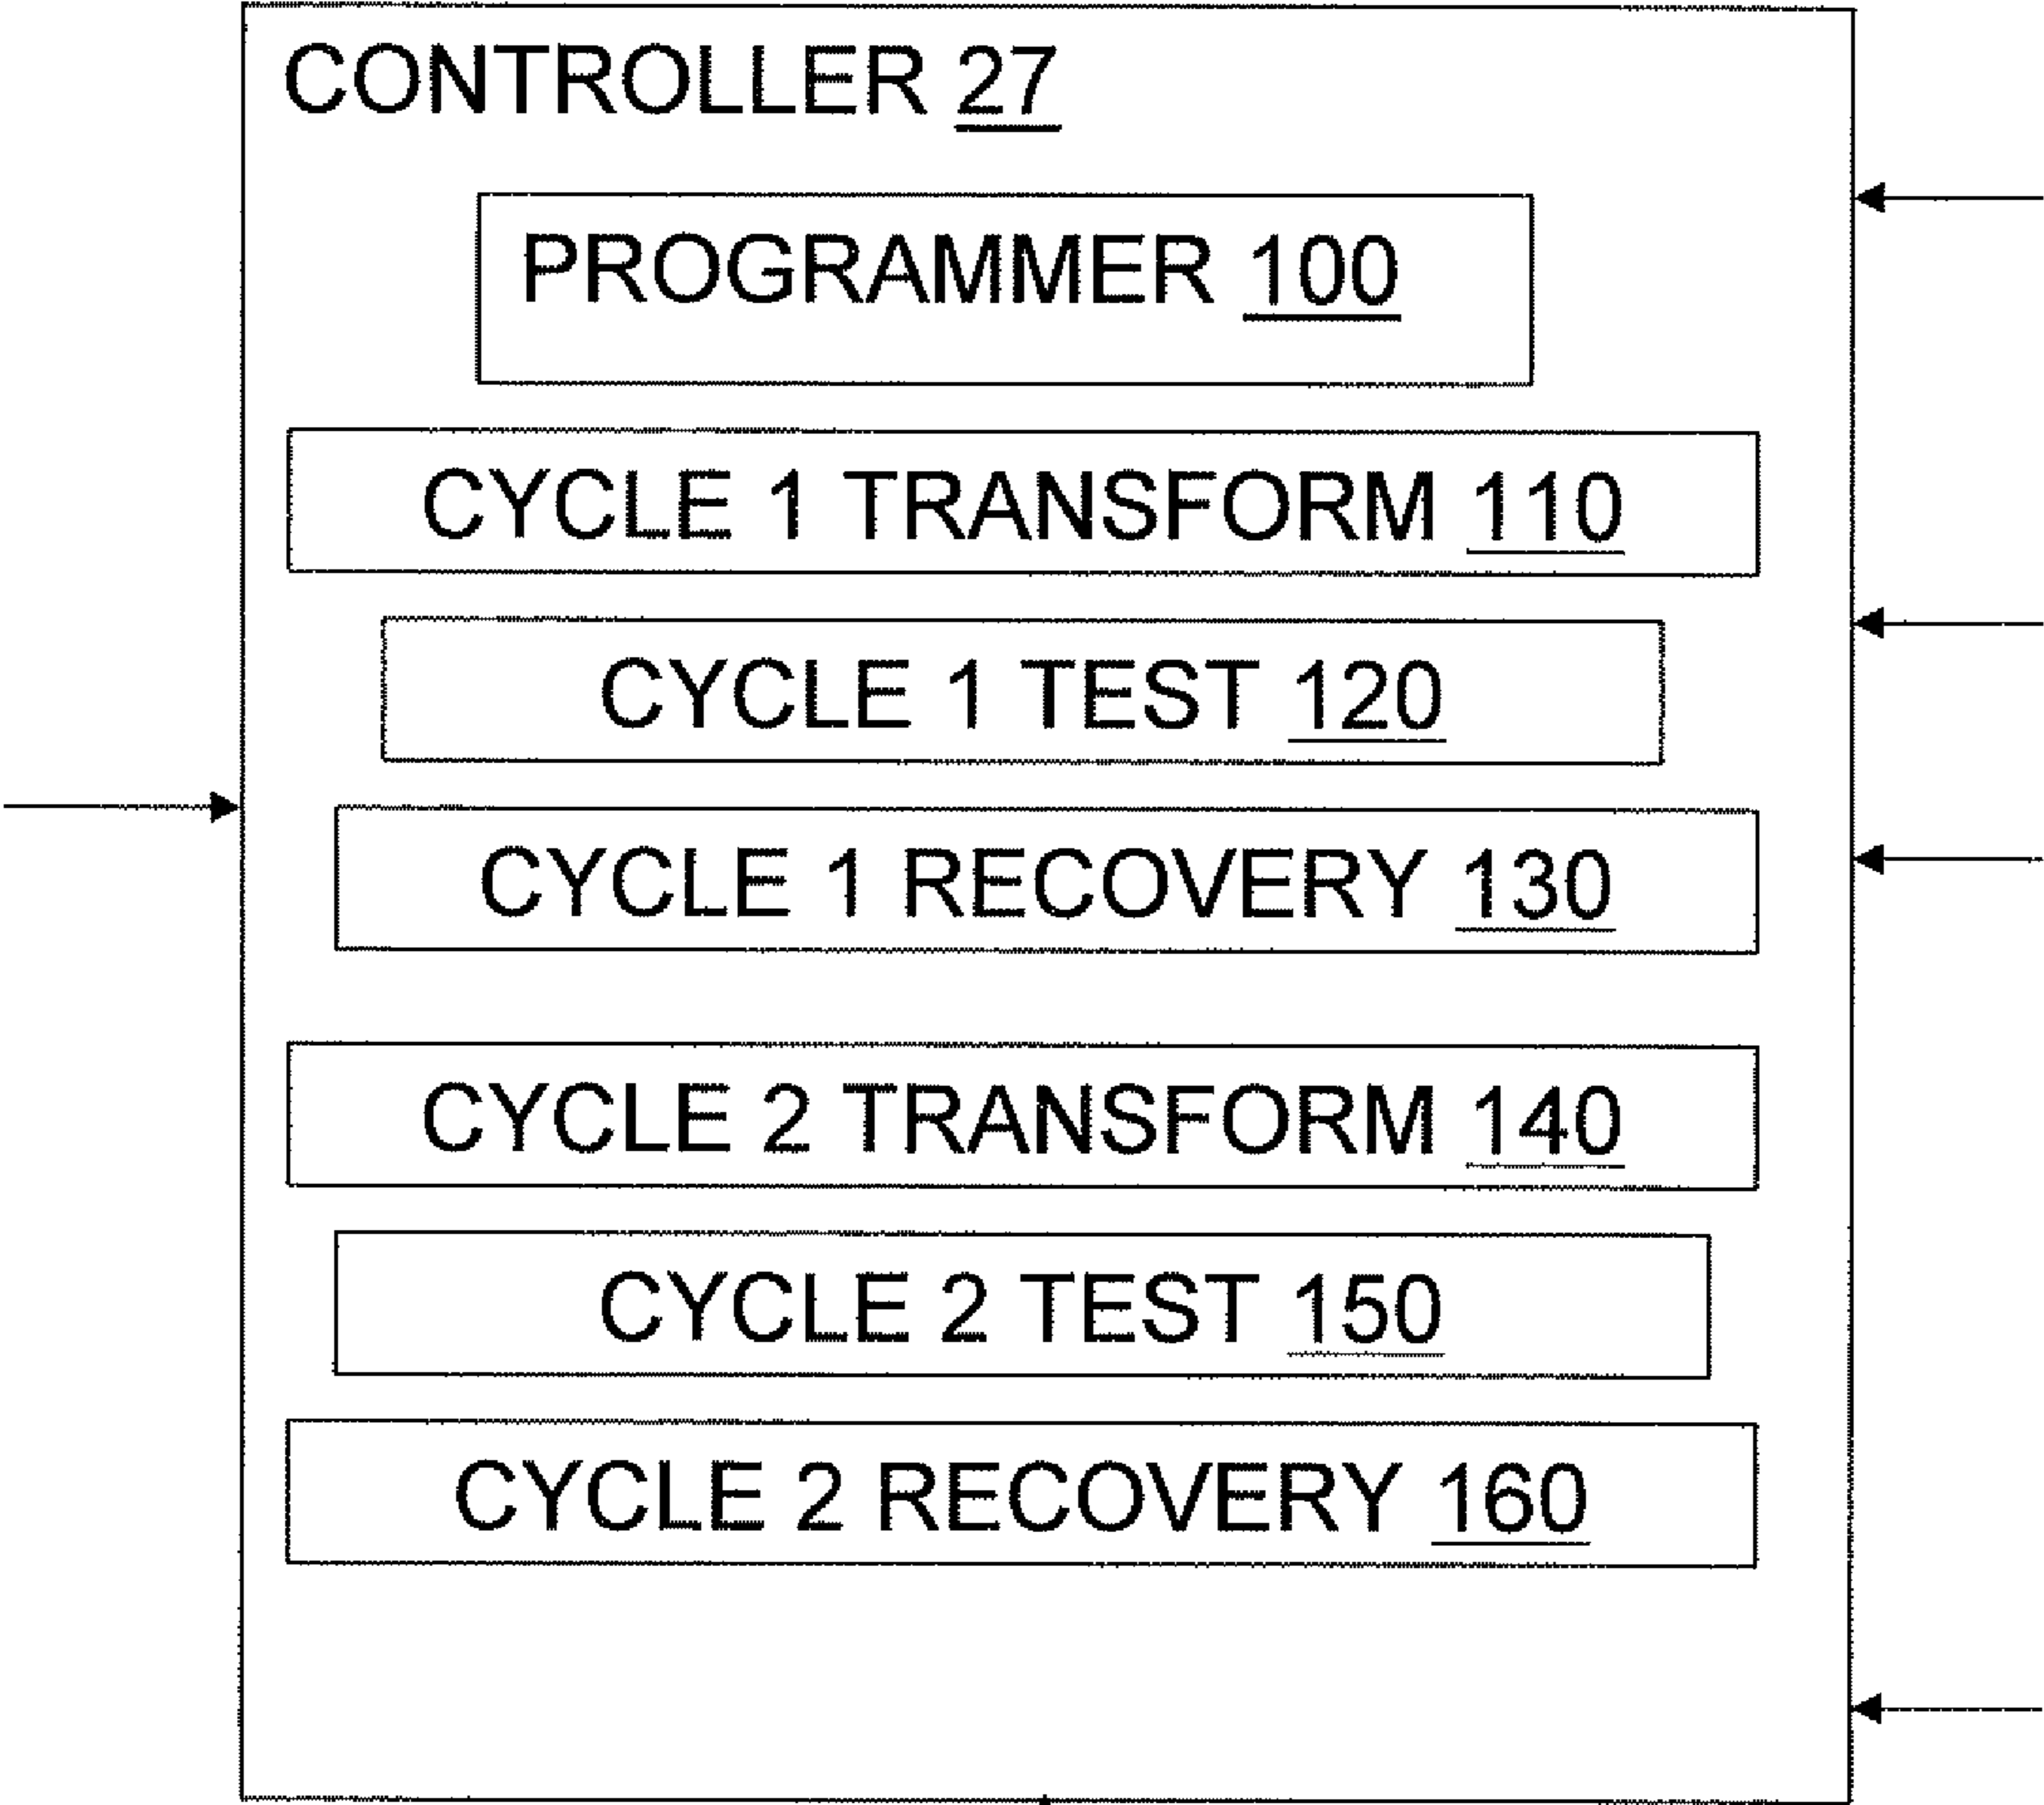 CONTROLLER 27
PROGRAMMER 100
CYCLE 1 TRANSFORM 110
CYCLE 1 TEST 120
CYCLE 1 RECOVERY 130
CYCLE 2 TRANSFORM 140
CYCLE 2 TEST 150
CYCLE 2 RECOVERY 160